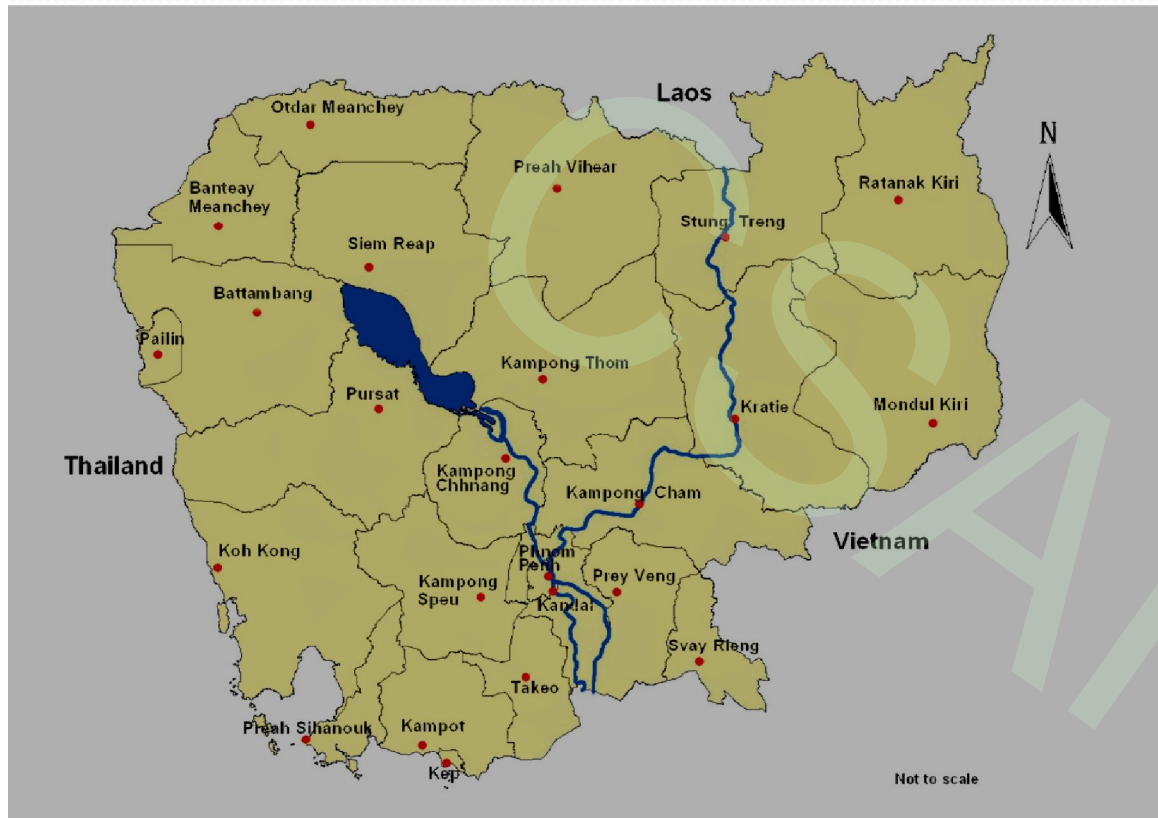 Laos
N
Otdar Meanchey
Preah Vihear
Ratanak Kiri
Banteay
Meanchey
Stung Treng
Siem Reap
Battambang
Pailin
Kampong Thom
Pursat
Kratie
Mondul Kiri
Thailand
Kampong
Chhnang
Kampong Cham
Vietnam
Koh Kong
Phnom
Penh
Prey Veng
Kampong
Speu
Kandal
Svay Rieng
Takeo
Preah Sihanouk
Kampot
Kep
Not to scale
CSAI